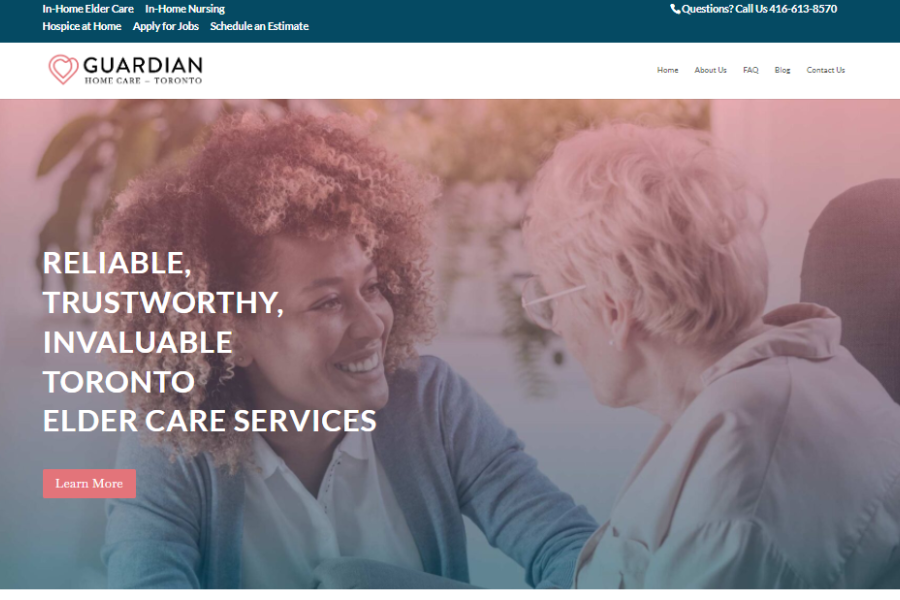 In-Home Elder Care In-Home Nursing
Hospice at Home Apply for Jobs Schedule an Estimate
Questions? Call Us 416-613-8570
GUARDIAN
HOME CARE – TORONTO
Home About Us FAQ Blog Contact Us
RELIABLE,
TRUSTWORTHY,
INVALUABLE
TORONTO
ELDER CARE SERVICES
Learn More